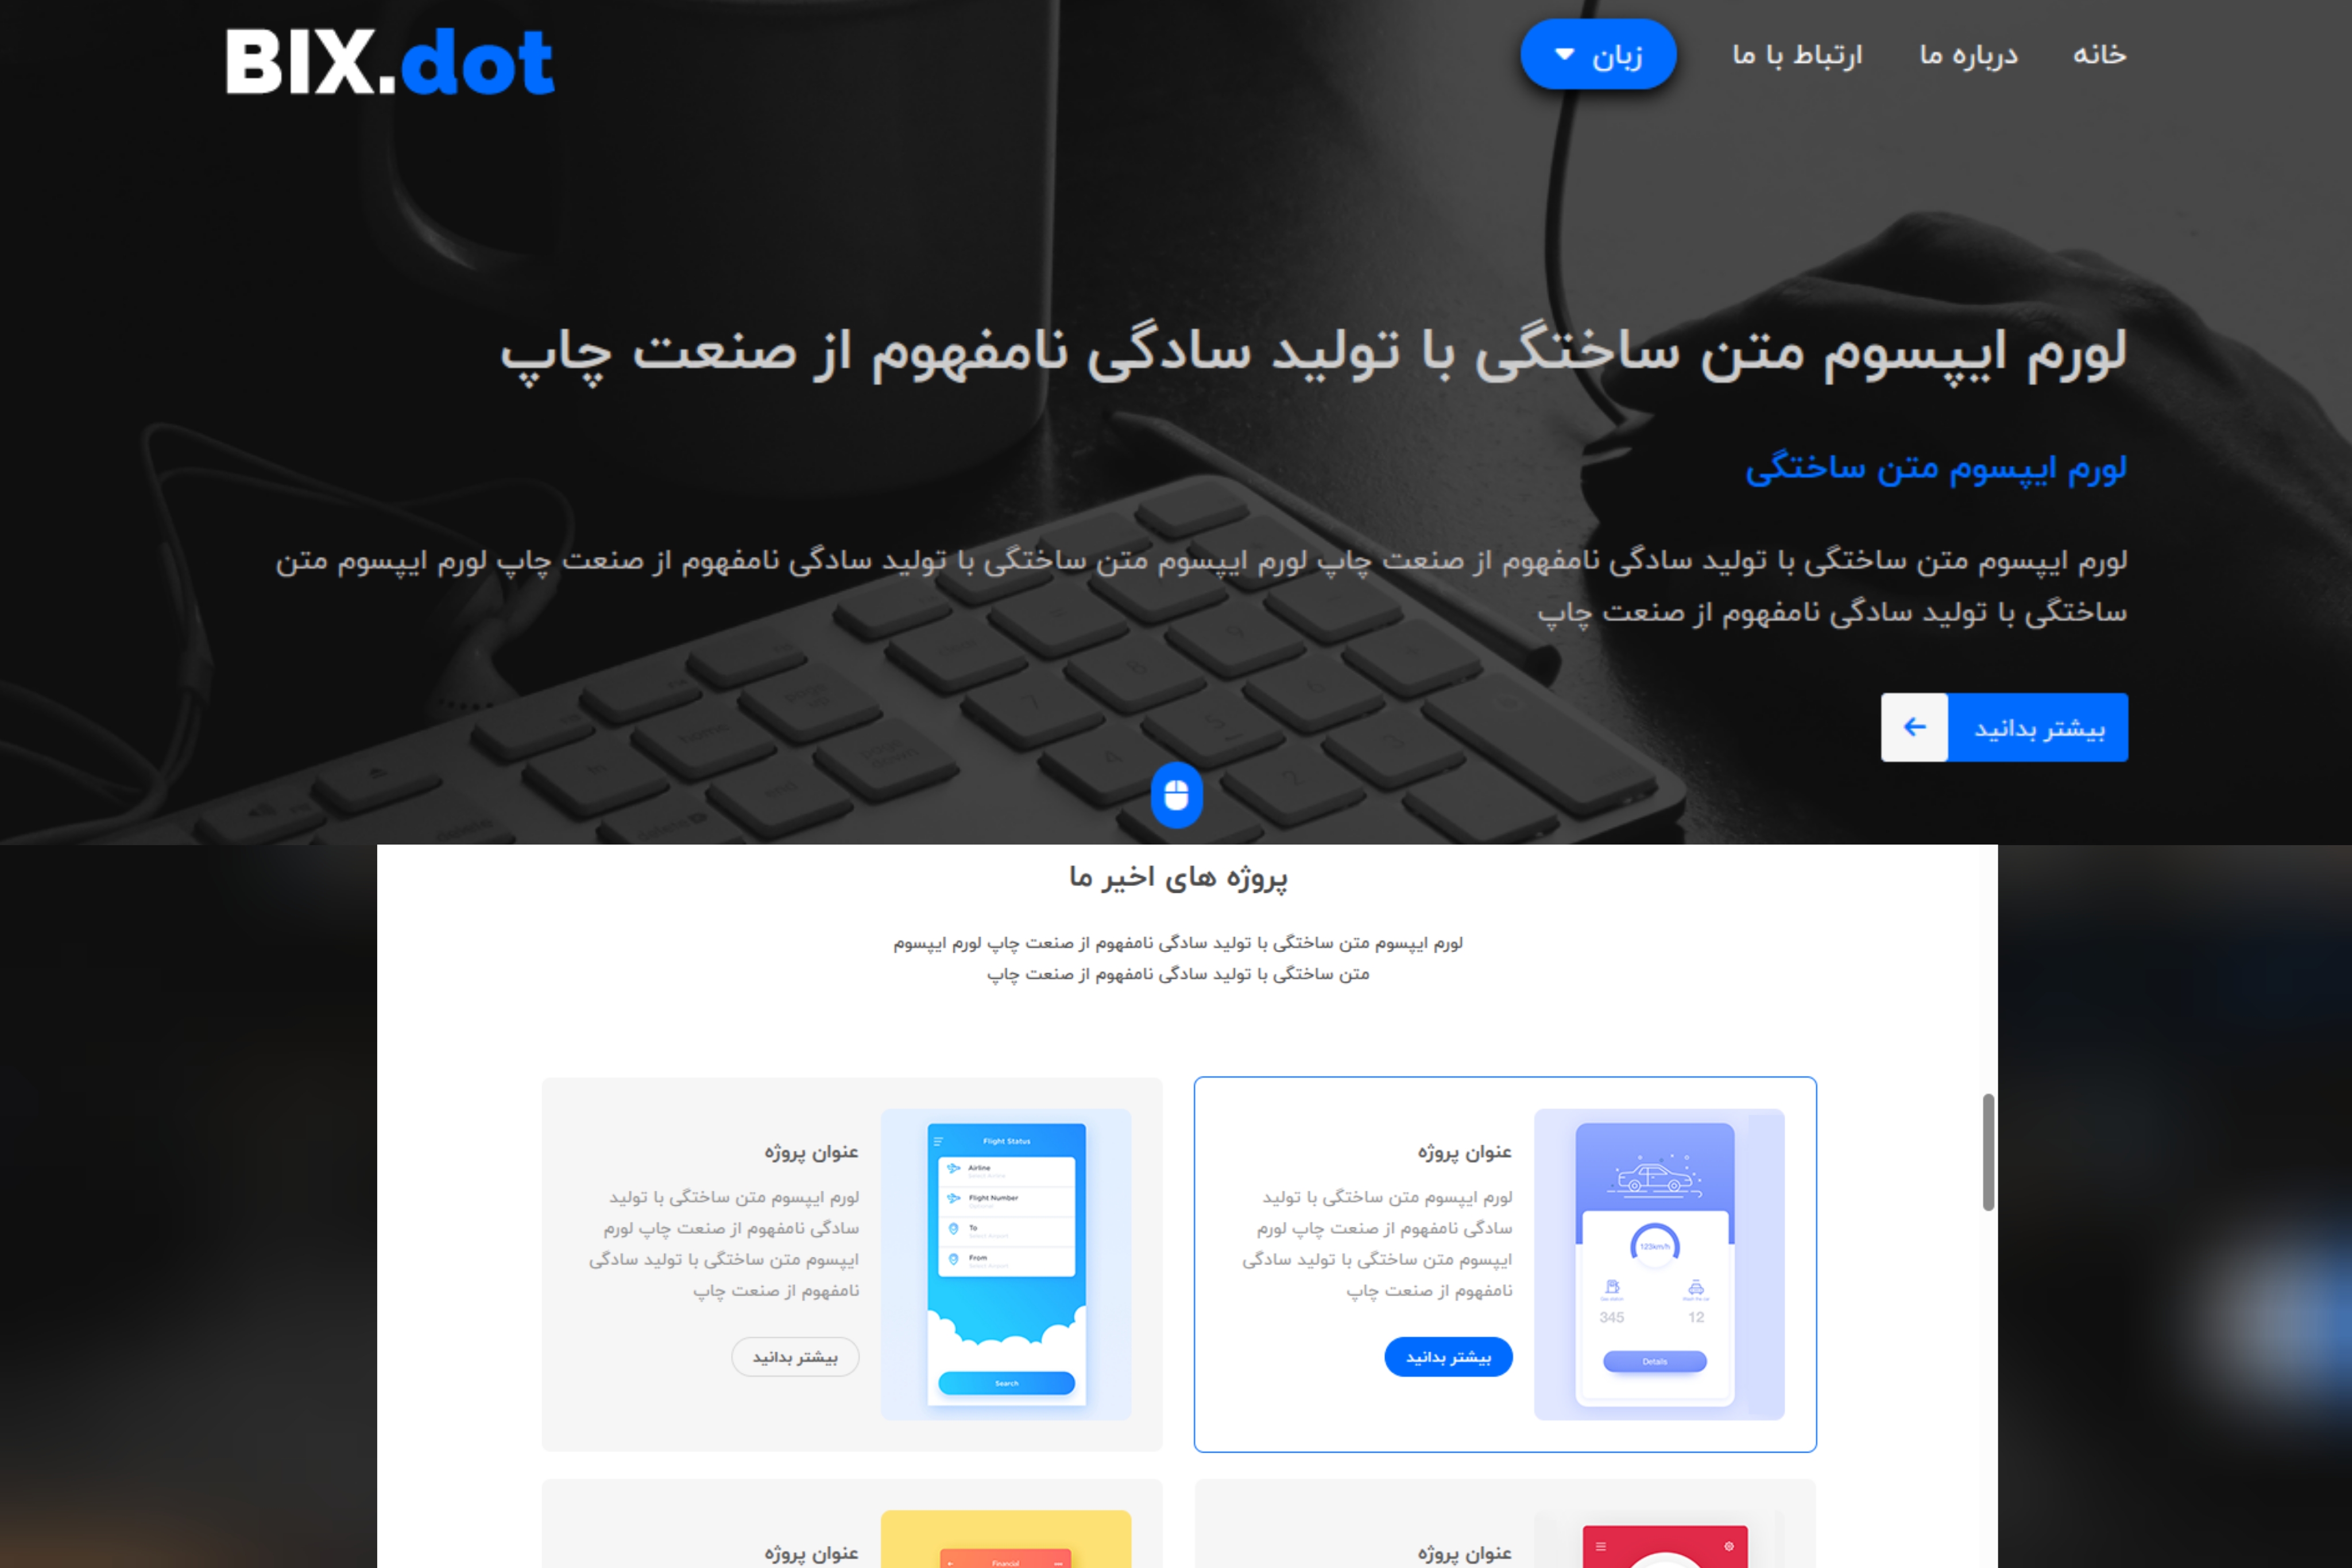 BIX.dot
خانه
درباره ما
ارتباط با ما
زبان
لورم ایپسوم متن ساختگی با تولید سادگی نامفهوم از صنعت چاپ
لورم ایپسوم متن ساختگی
لورم ایپسوم متن ساختگی با تولید سادگی نامفهوم از صنعت چاپ لورم ایپسوم متن ساختگی با تولید سادگی نامفهوم از صنعت چاپ لورم ایپسوم متن
ساختگی با تولید سادگی نامفهوم از صنعت چاپ
بیشتر بدانید
پروژه های اخیر ما
لورم ایپسوم متن ساختگی با تولید سادگی نامفهوم از صنعت چاپ لورم ایپسوم
متن ساختگی با تولید سادگی نامفهوم از صنعت چاپ
عنوان پروژه
لورم ایپسوم متن ساختگی با تولید
سادگی نامفهوم از صنعت چاپ لورم
ایپسوم متن ساختگی با تولید سادگی
نامفهوم از صنعت چاپ
بیشتر بدانید
123km/h
345
12
Details
عنوان پروژه
لورم ایپسوم متن ساختگی با تولید
سادگی نامفهوم از صنعت چاپ لورم
ایپسوم متن ساختگی با تولید سادگی
نامفهوم از صنعت چاپ
بیشتر بدانید
Flight Status
Airline
Flight Number
To
From
Search
عنوان پروژه
عنوان پروژه
Financial